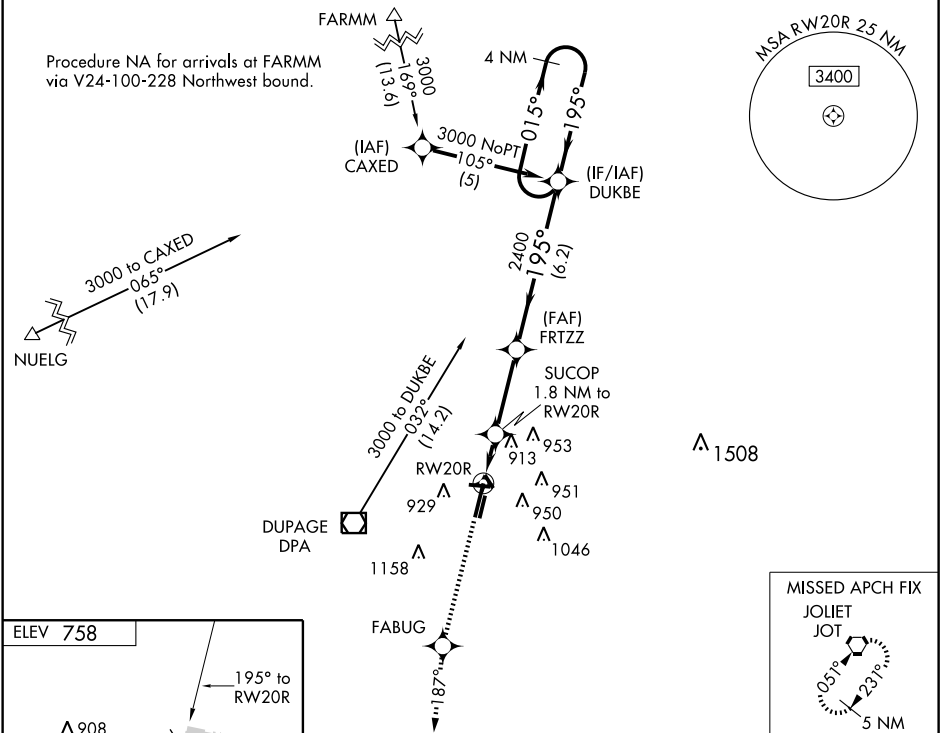 Procedure NA for arrivals at FARMM
via V24-100-228 Northwest bound.
FARMM
3000
169°
(13.6)
4 NM
015°
195°
MSA RW20R 25 NM
3400
(IAF)
CAXED
3000 NoPT
105°
(5)
(IF/IAF)
DUKBE
3000 to CAXED
065°
(17.9)
NUELG
2400
195°
(6.2)
(FAF)
FRTZZ
3000 to DUKBE
032°
(14.2)
SUCOP
1.8 NM to
RW20R
913
953
1508
RW20R
929
951
950
1046
DUPAGE
DPA
1158
FABUG
187°
ELEV 758
195° to
RW20R
908
MISSED APCH FIX
JOLIET
JOT
051°
231°
5 NM